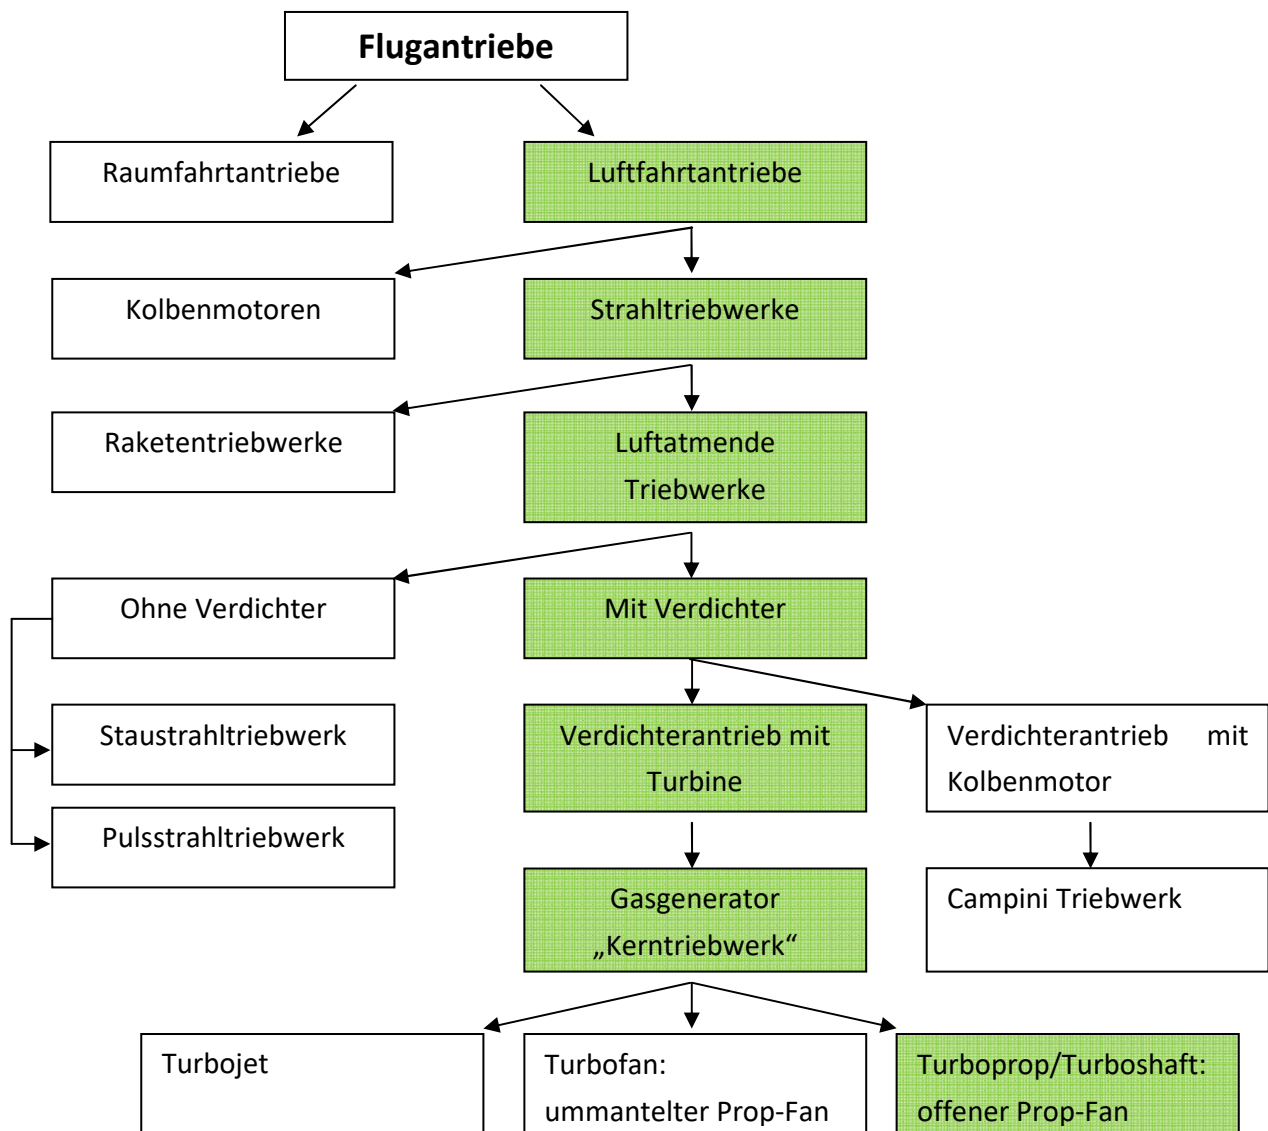 Flugantriebe
Raumfahrtantriebe
Luftfahrtantriebe
Kolbenmotoren
Strahltriebwerke
Raketentriebwerke
Luftatmende
Triebwerke
Ohne Verdichter
Mit Verdichter
Staustrahltriebwerk
Verdichterantrieb mit
Turbine
Verdichterantrieb mit
Kolbenmotor
Pulsstrahltriebwerk
Gasgenerator
„Kerntriebwerk“
Campini Triebwerk
Turbojet
Turbofan:
ummantelter Prop-Fan
Turboprop/Turboshaft:
offener Prop-Fan